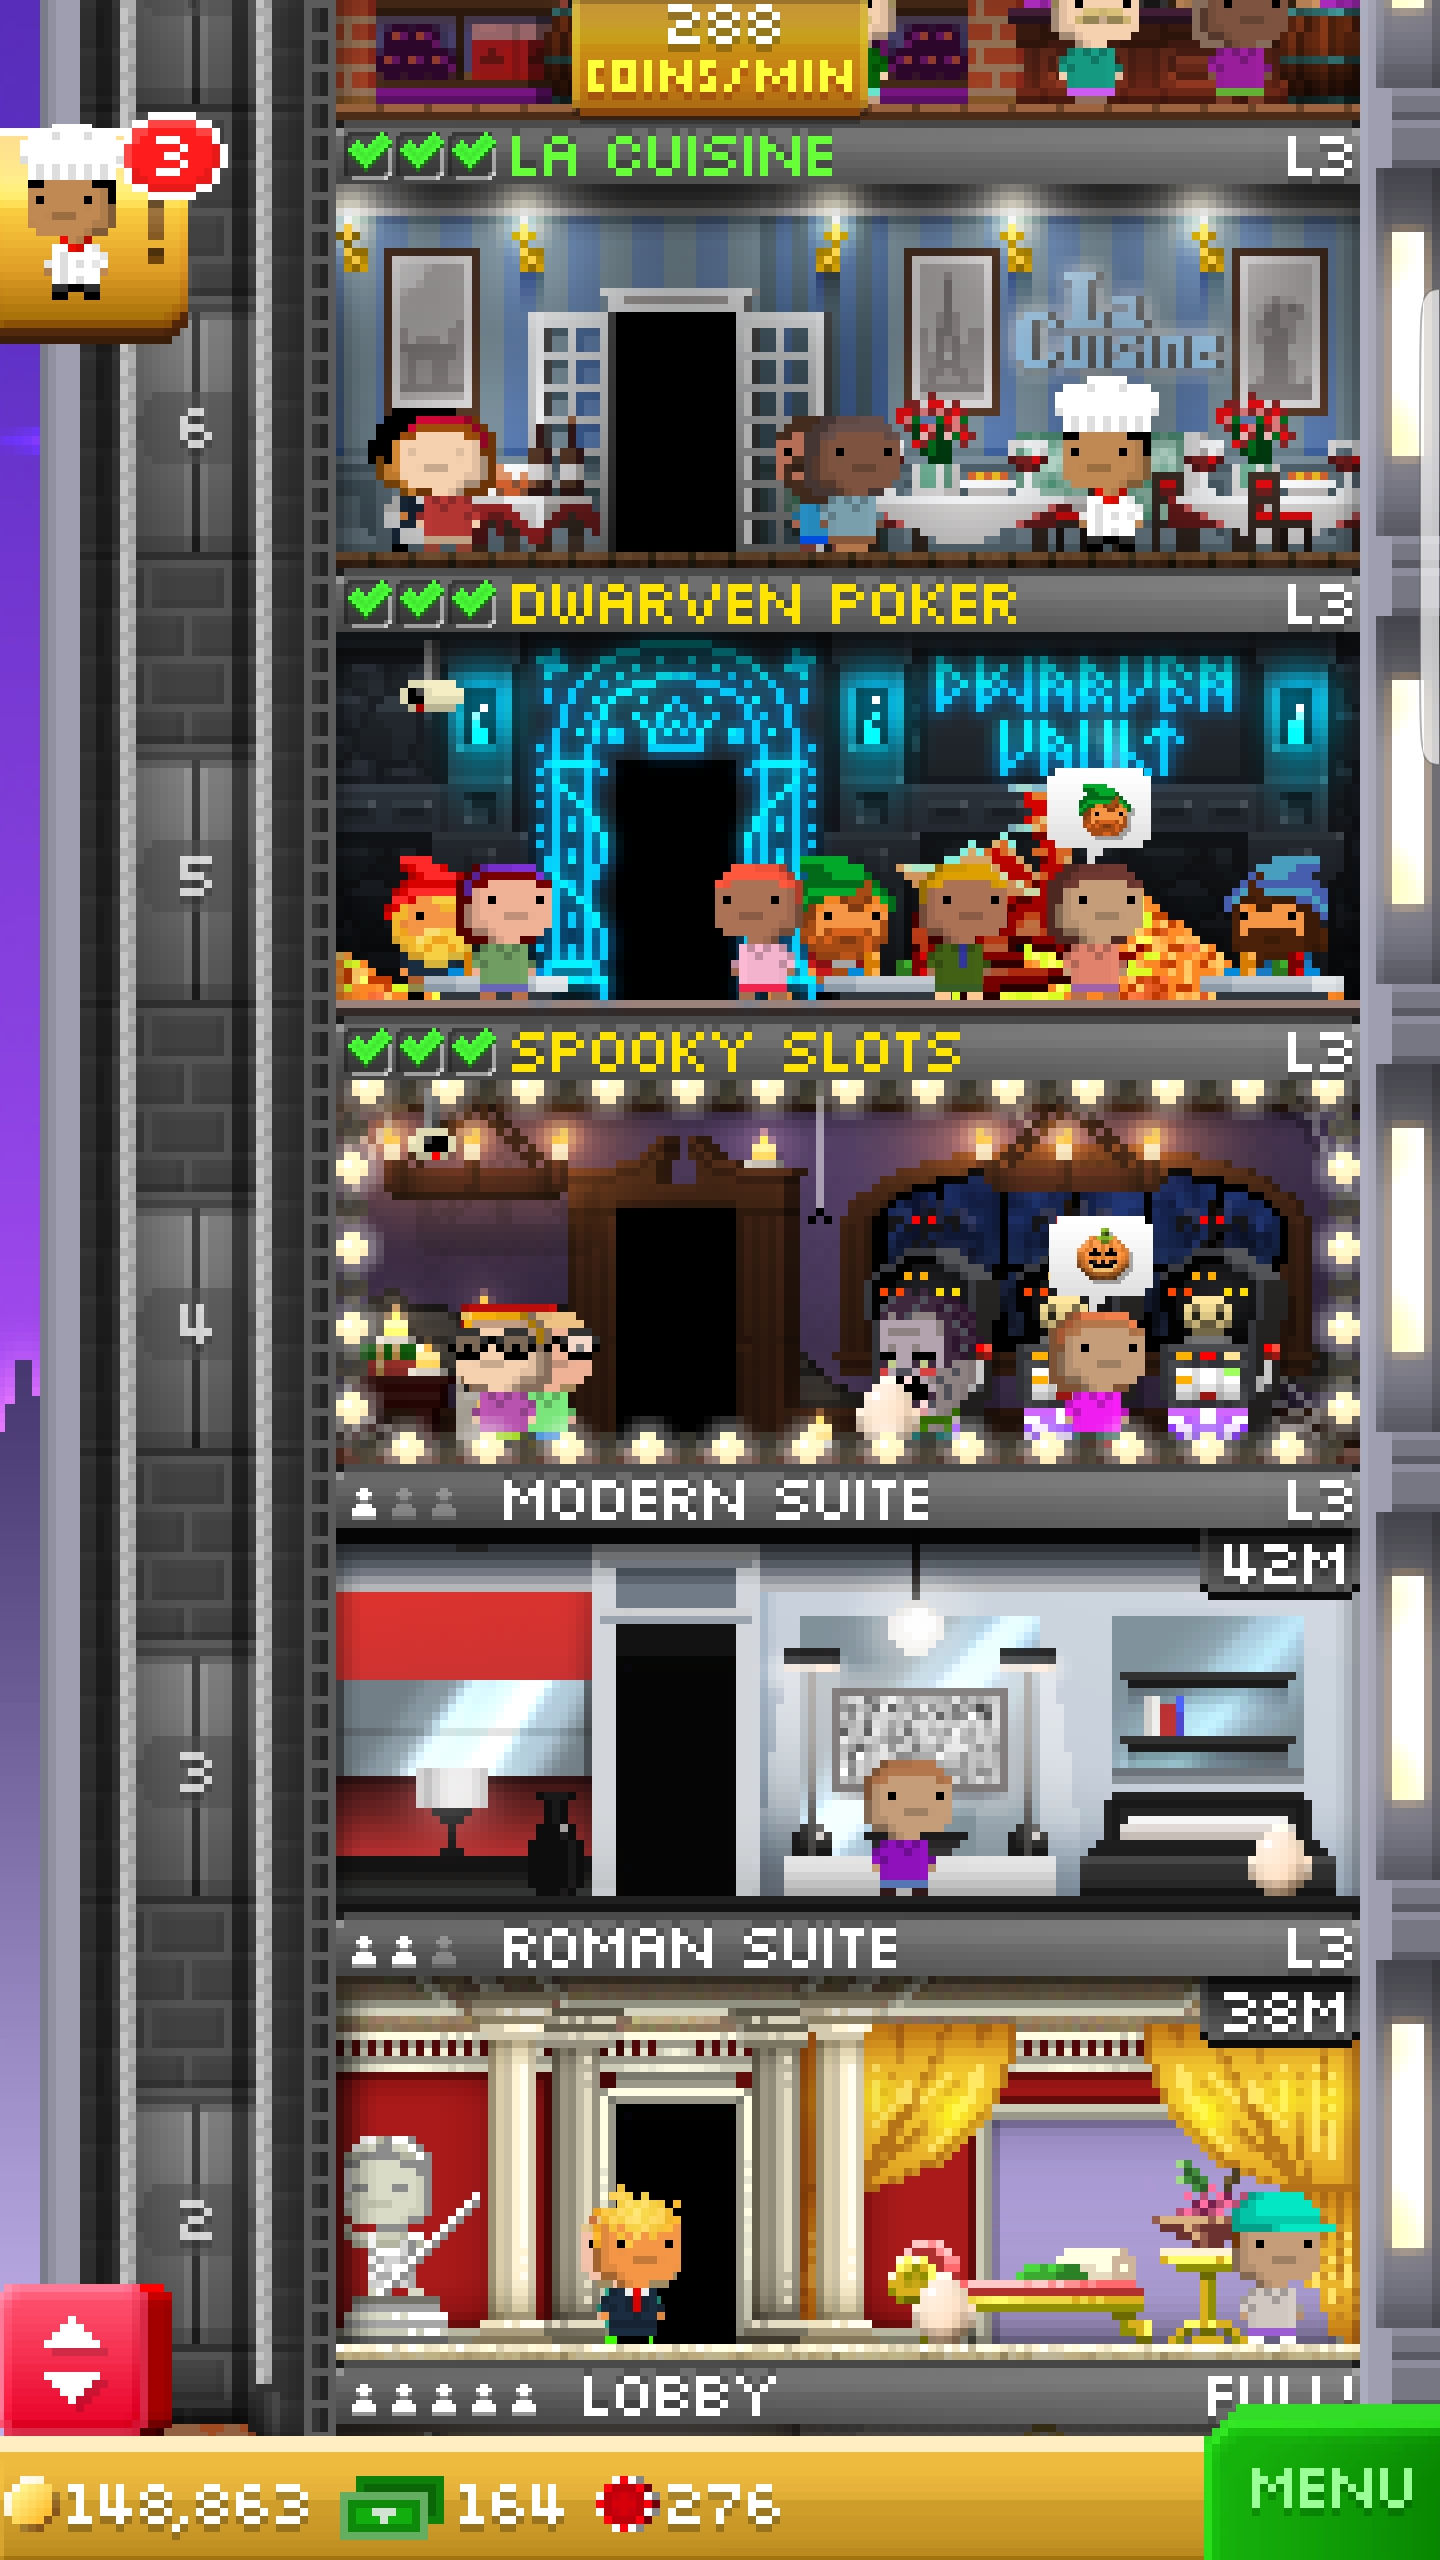 288
COINS/MIN
3
LA CUISINE L3
La
Cuisine
6
DWARVEN POKER L3
DWARVEN
VAULT
5
SPOOKY SLOTS L3
4
MODERN SUITE L3
42M
3
ROMAN SUITE L3
38M
2
LOBBY FULL!
148,863 164 276
MENU